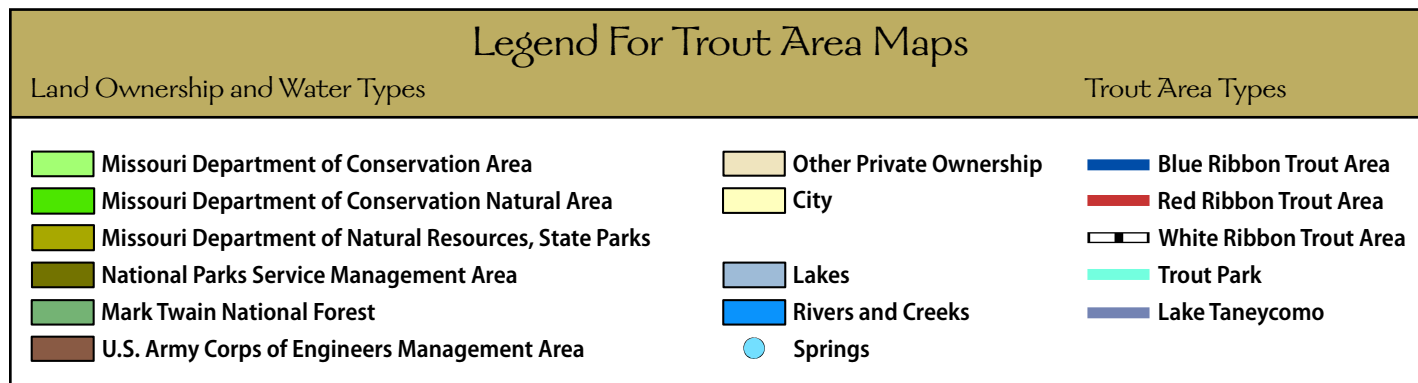 Legend For Trout Area Maps
Land Ownership and Water Types
Trout Area Types
Missouri Department of Conservation Area
Missouri Department of Conservation Natural Area
Missouri Department of Natural Resources, State Parks
National Parks Service Management Area
Mark Twain National Forest
U.S. Army Corps of Engineers Management Area
Other Private Ownership
City
Lakes
Rivers and Creeks
Springs
Blue Ribbon Trout Area
Red Ribbon Trout Area
White Ribbon Trout Area
Trout Park
Lake Taneycomo